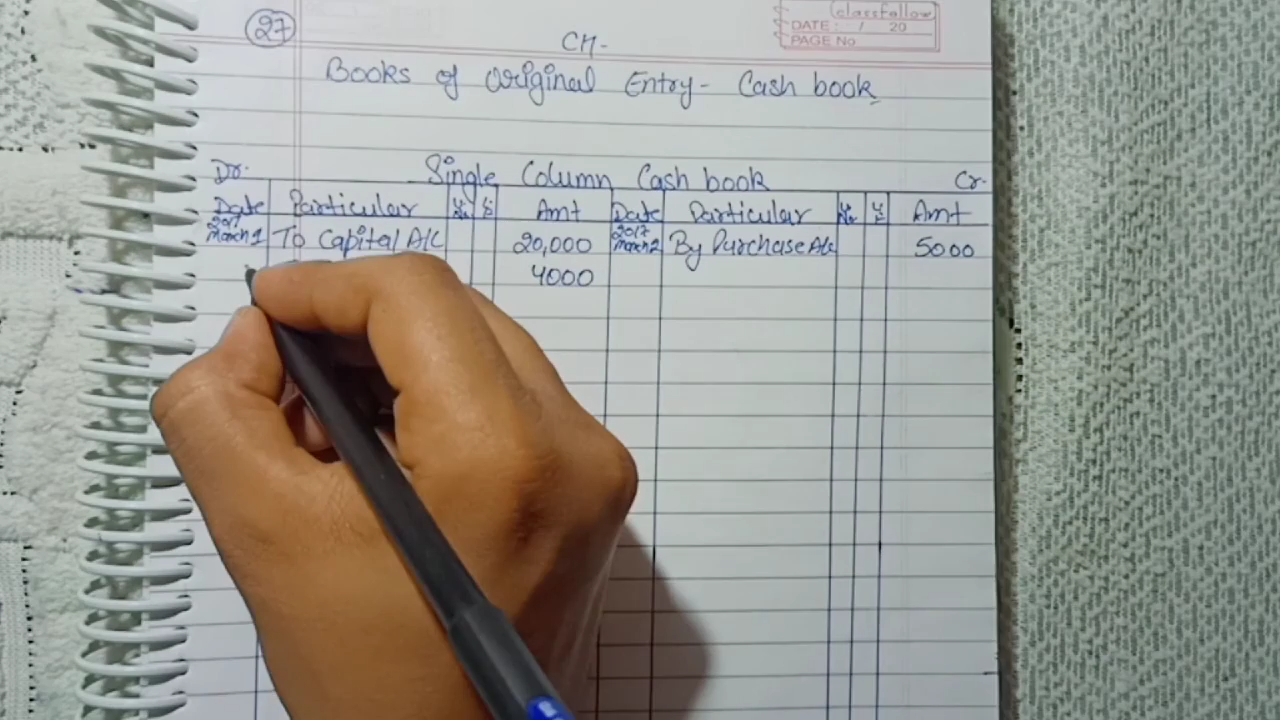 27
classfellow
DATE: / 20
PAGE No
CH-
Books of Original Entry- Cash book
Dr. Single Column Cash book Cr.
Date Particular Amt Date Particular Amt
2017 March 1 To Capital A/c 20,000 2017 March 2 By Purchase A/c 5000
4000